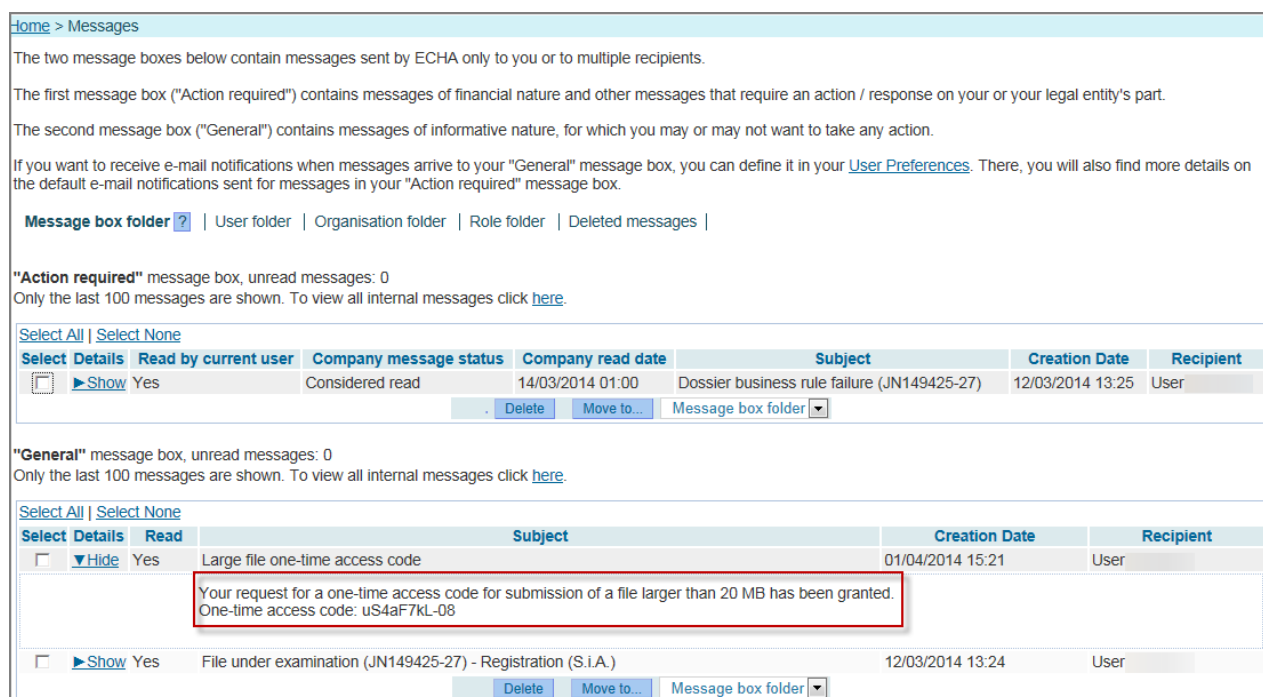 Home > Messages
The two message boxes below contain messages sent by ECHA only to you or to multiple recipients.
The first message box ("Action required") contains messages of financial nature and other messages that require an action / response on your or your legal entity's part.
The second message box ("General") contains messages of informative nature, for which you may or may not want to take any action.
If you want to receive e-mail notifications when messages arrive to your "General" message box, you can define it in your User Preferences. There, you will also find more details on
the default e-mail notifications sent for messages in your "Action required" message box.
Message box folder ? | User folder | Organisation folder | Role folder | Deleted messages |
"Action required" message box, unread messages: 0
Only the last 100 messages are shown. To view all internal messages click here.
Select All | Select None
Select Details Read by current user Company message status Company read date Subject Creation Date Recipient
►Show Yes Considered read 14/03/2014 01:00 Dossier business rule failure (JN149425-27) 12/03/2014 13:25 User
. Delete Move to... Message box folder
"General" message box, unread messages: 0
Only the last 100 messages are shown. To view all internal messages click here.
Select All | Select None
Select Details Read Subject Creation Date Recipient
▼Hide Yes Large file one-time access code 01/04/2014 15:21 User
Your request for a one-time access code for submission of a file larger than 20 MB has been granted.
One-time access code: uS4aF7kL-08
►Show Yes File under examination (JN149425-27) - Registration (S.i.A.) 12/03/2014 13:24 User
Delete Move to... Message box folder